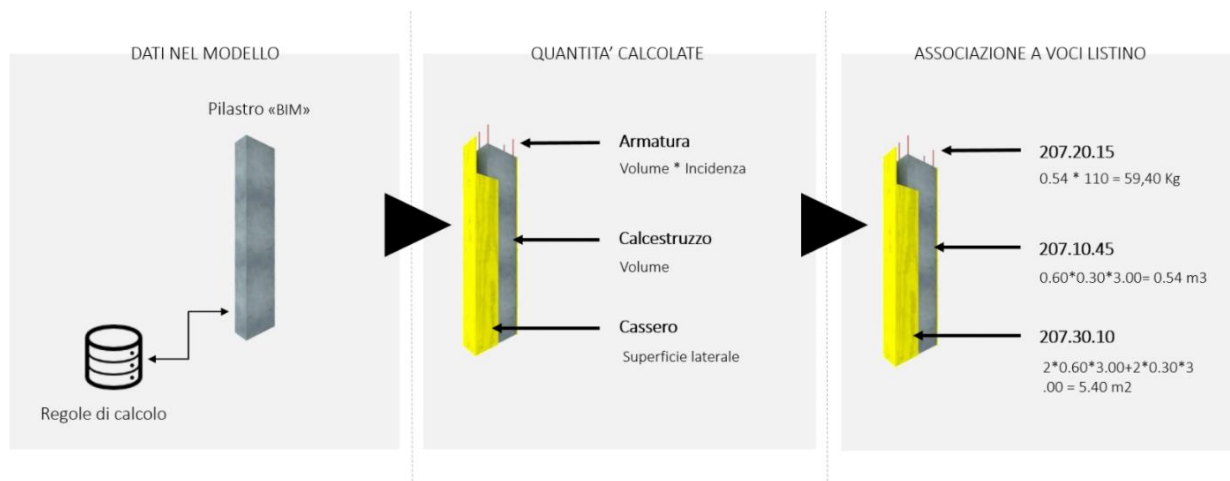 DATI NEL MODELLO
Pilastro «BIM»
Regole di calcolo
QUANTITA’ CALCOLATE
Armatura
Volume * Incidenza
Calcestruzzo
Volume
Cassero
Superficie laterale
ASSOCIAZIONE A VOCI LISTINO
207.20.15
0.54 * 110 = 59,40 Kg
207.10.45
0.60*0.30*3.00= 0.54 m3
207.30.10
2*0.60*3.00+2*0.30*3
.00 = 5.40 m2